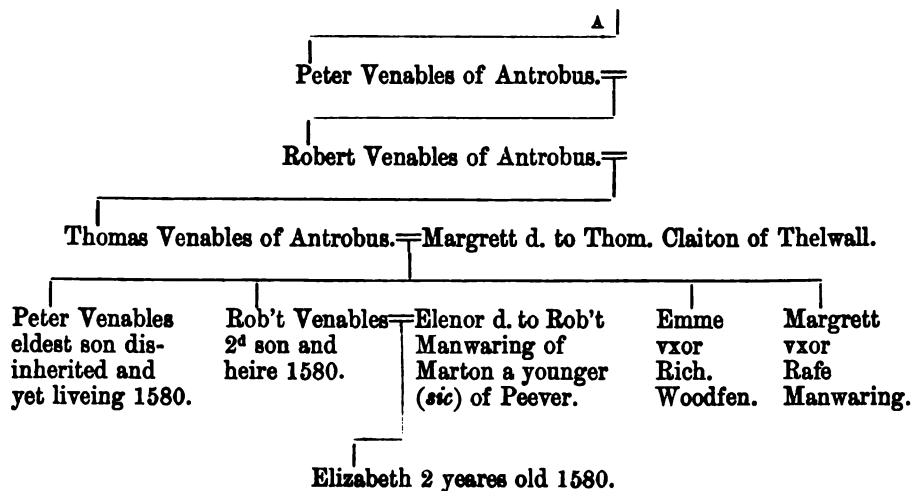 A
Peter Venables of Antrobus.
Robert Venables of Antrobus.
Thomas Venables of Antrobus. Margrett d. to Thom. Claiton of Thelwall.
Peter Venables
eldest son dis-
inherited and
yet liveing 1580.
Rob't Venables
2d son and
heire 1580.
Elenor d. to Rob't
Manwaring of
Marton a younger
(sic) of Peever.
Emme
vxor
Rich.
Woodfen.
Margrett
vxor
Rafe
Manwaring.
Elizabeth 2 yeares old 1580.